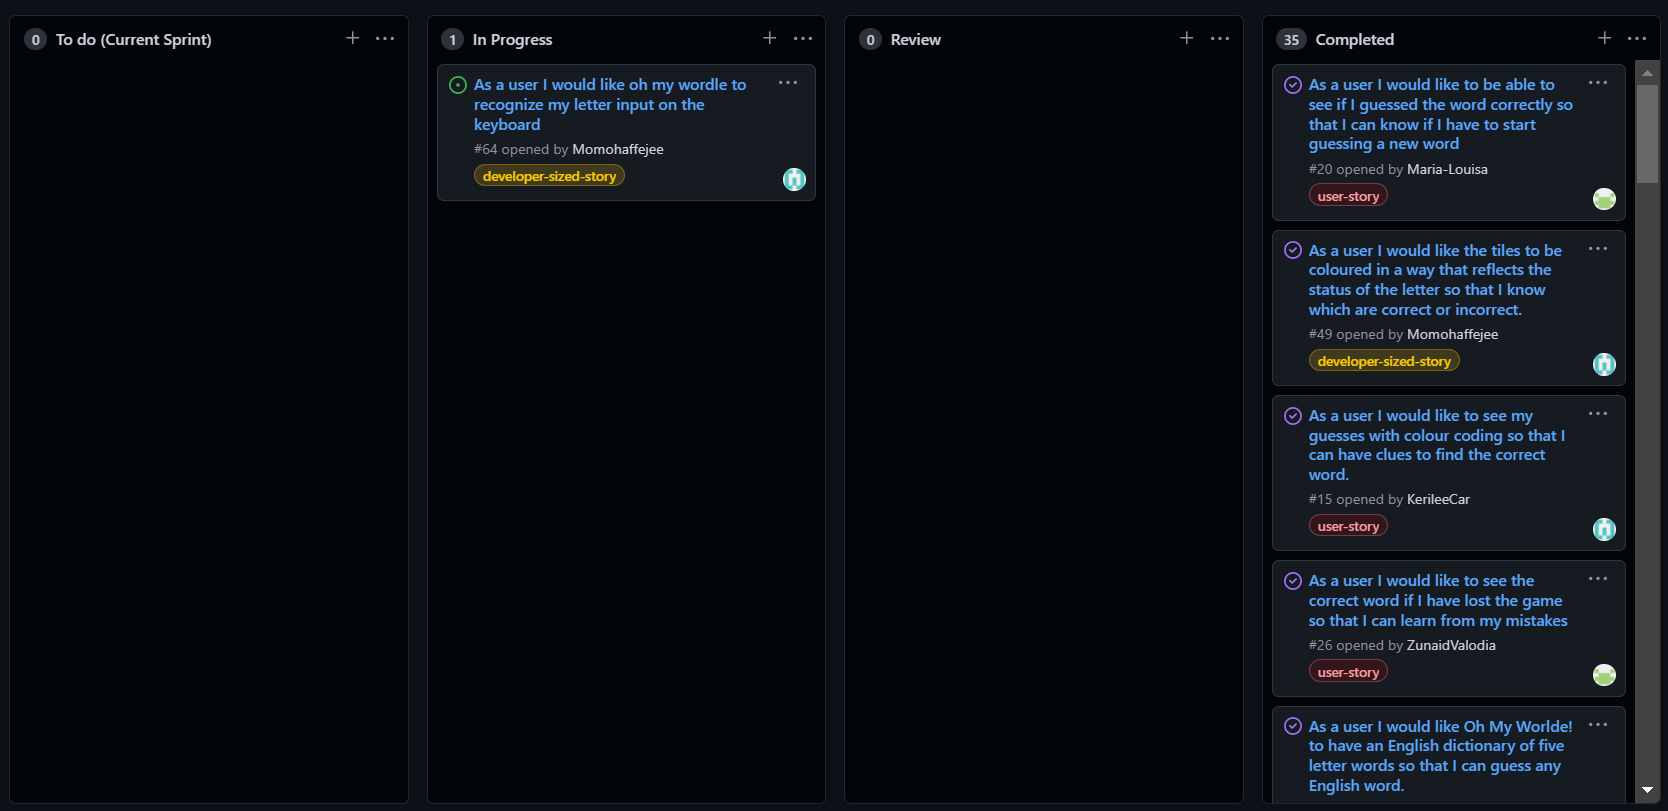 0 To do (Current Sprint)
1 In Progress
As a user I would like oh my wordle to
recognize my letter input on the
keyboard
#64 opened by Momohaffejee
developer-sized-story
0 Review
35 Completed
As a user I would like to be able to
see if I guessed the word correctly so
that I can know if I have to start
guessing a new word
#20 opened by Maria-Louisa
user-story
As a user I would like the tiles to be
coloured in a way that reflects the
status of the letter so that I know
which are correct or incorrect.
#49 opened by Momohaffejee
developer-sized-story
As a user I would like to see my
guesses with colour coding so that I
can have clues to find the correct
word.
#15 opened by KerileeCar
user-story
As a user I would like to see the
correct word if I have lost the game
so that I can learn from my mistakes
#26 opened by ZunaidValodia
user-story
As a user I would like Oh My Worlde!
to have an English dictionary of five
letter words so that I can guess any
English word.